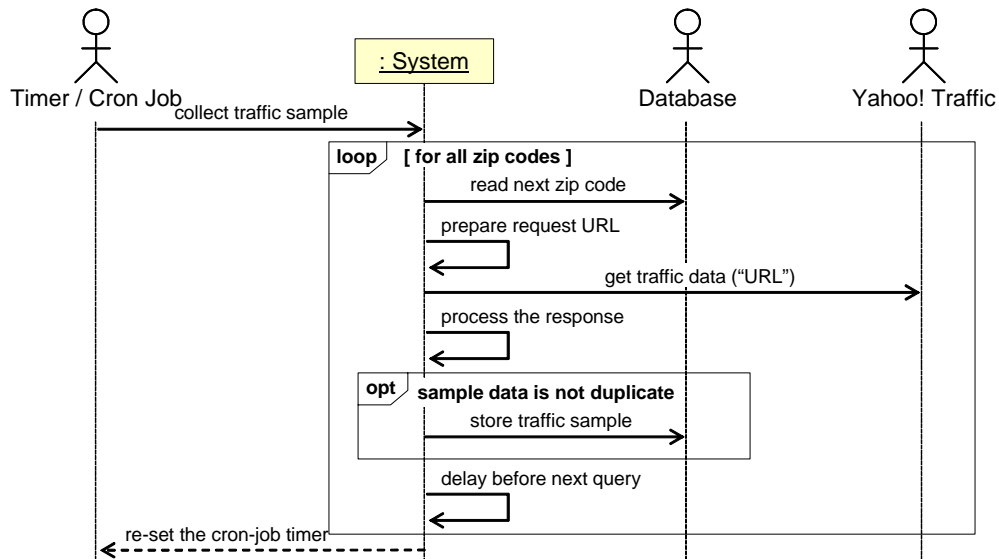 : System
Timer / Cron Job
Database
Yahoo! Traffic
collect traffic sample
loop [ for all zip codes ]
read next zip code
prepare request URL
get traffic data (“URL”)
process the response
opt sample data is not duplicate
store traffic sample
delay before next query
re-set the cron-job timer